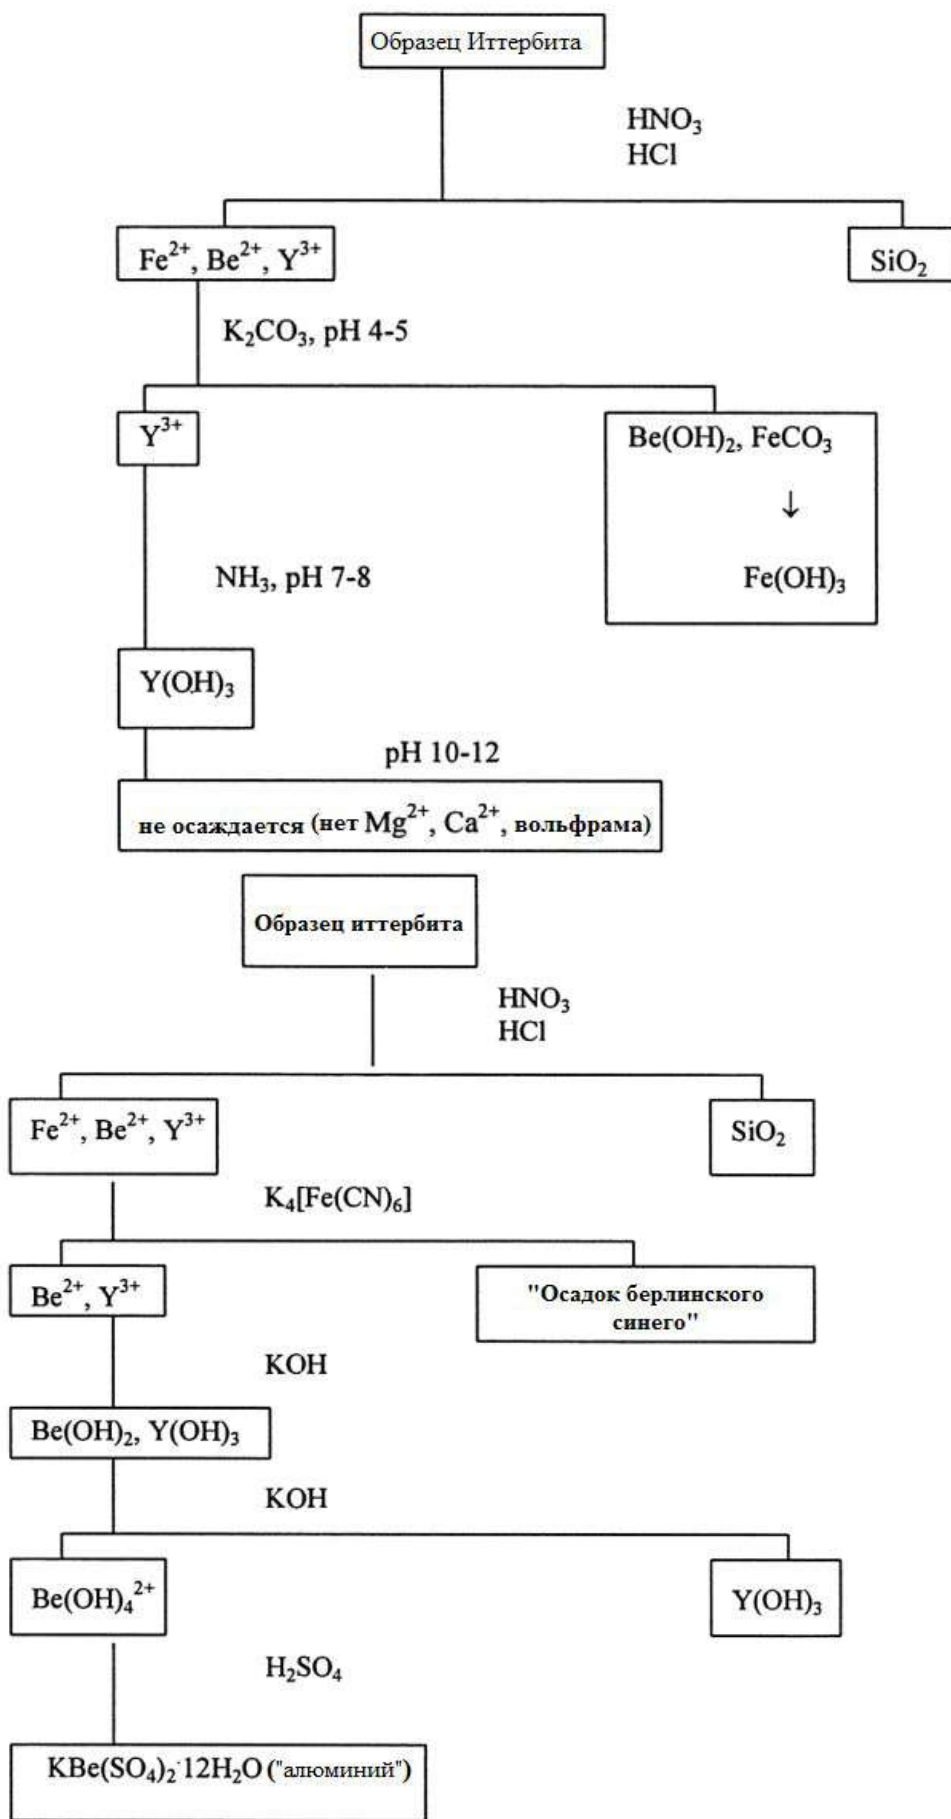 Образец Иттербита
HNO₃
HCl
Fe²⁺, Be²⁺, Y³⁺
SiO₂
K₂CO₃, pH 4-5
Y³⁺
Be(OH)₂, FeCO₃
↓
Fe(OH)₃
NH₃, pH 7-8
Y(OH)₃
pH 10-12
не осаждается (нет Mg²⁺, Ca²⁺, вольфрама)
Образец иттербита
HNO₃
HCl
Fe²⁺, Be²⁺, Y³⁺
SiO₂
K₄[Fe(CN)₆]
Be²⁺, Y³⁺
"Осадок берлинского
синего"
KOH
Be(OH)₂, Y(OH)₃
KOH
Be(OH)₄²⁺
Y(OH)₃
H₂SO₄
KBe(SO₄)₂·12H₂O ("алюминий")